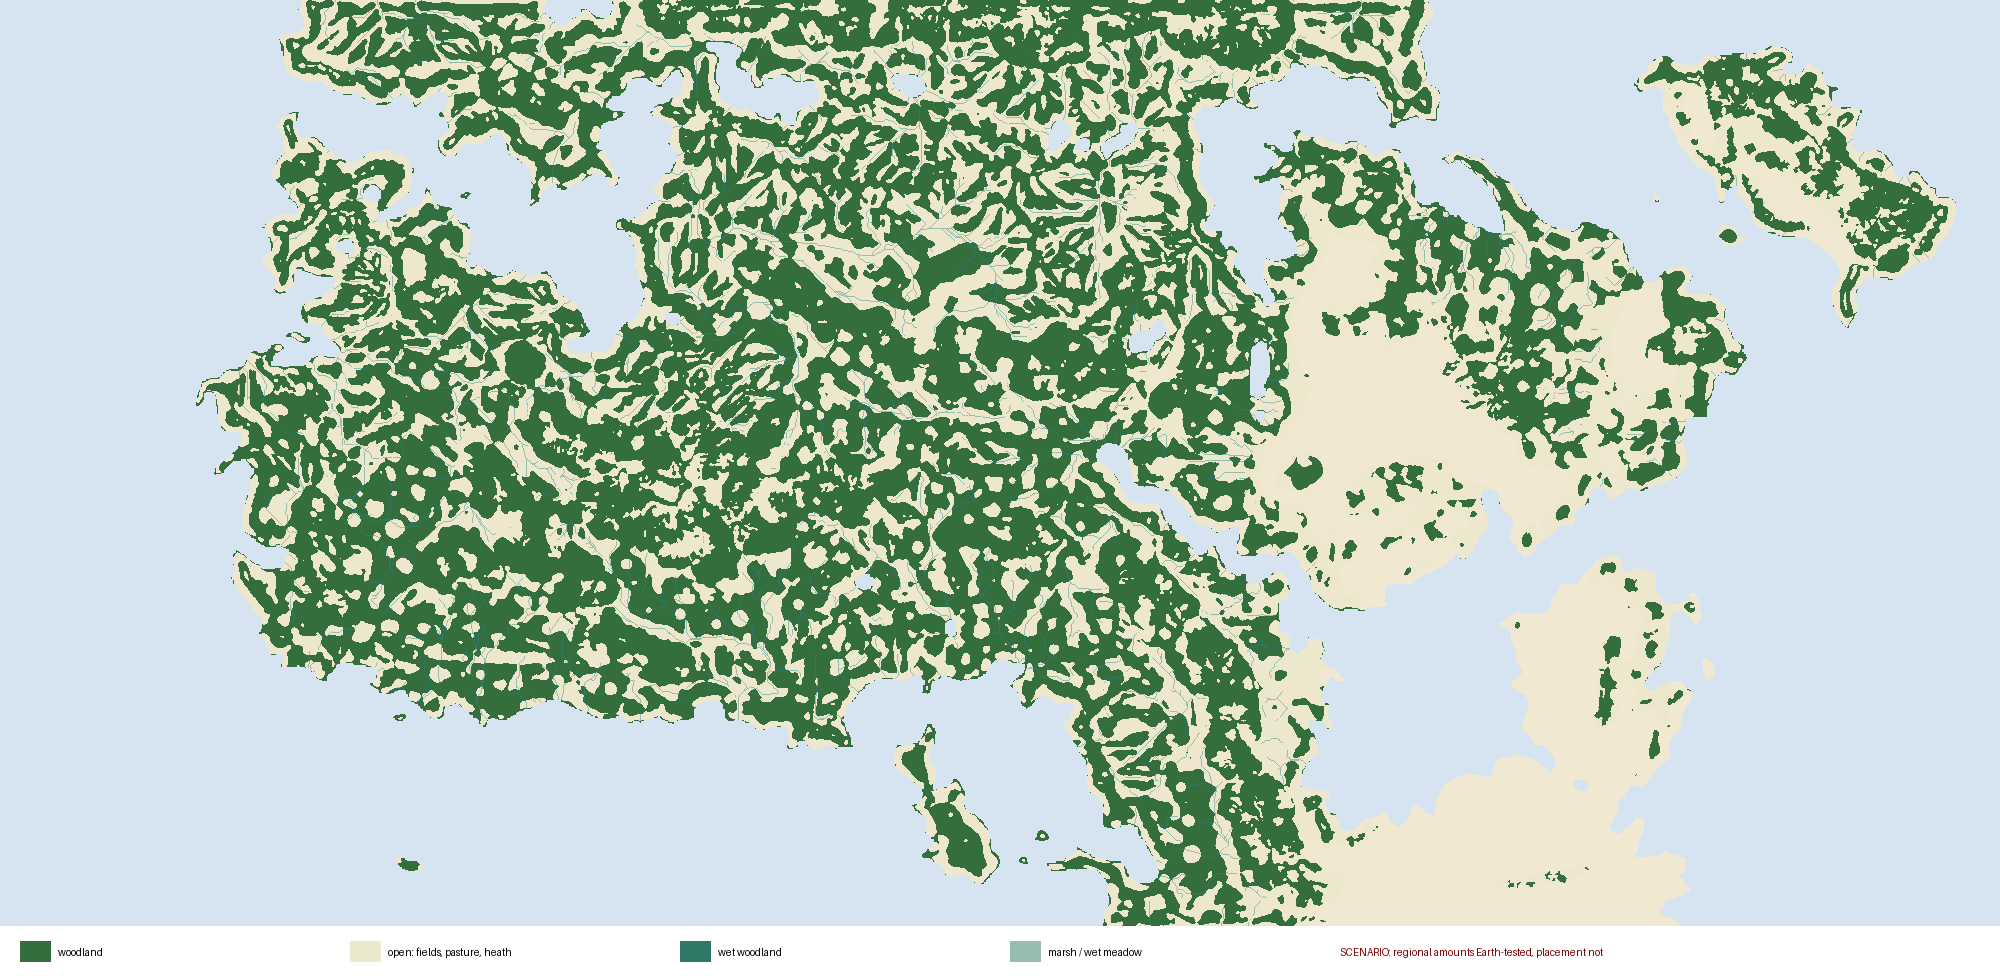 woodland
open: fields, pasture, heath
wet woodland
marsh / wet meadow
SCENARIO: regional amounts Earth-tested, placement not